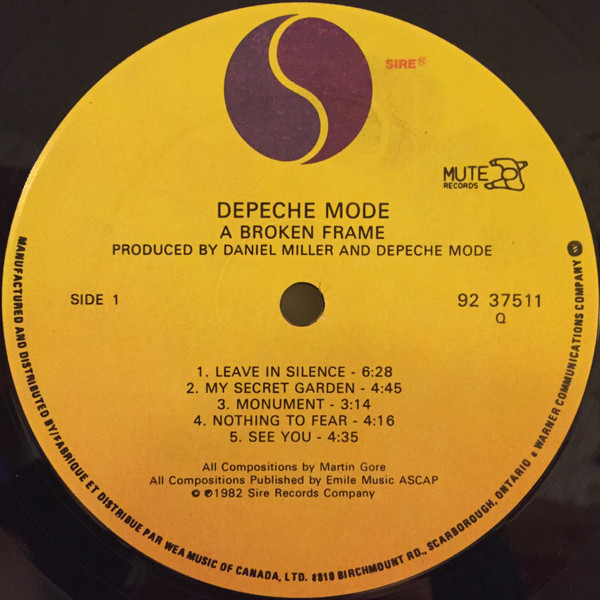 SIRE®
MUTE
RECORDS
DEPECHE MODE
A BROKEN FRAME
PRODUCED BY DANIEL MILLER AND DEPECHE MODE
SIDE 1
92 37511
Q
1. LEAVE IN SILENCE - 6:28
2. MY SECRET GARDEN - 4:45
3. MONUMENT - 3:14
4. NOTHING TO FEAR - 4:16
5. SEE YOU - 4:35
All Compositions by Martin Gore
All Compositions Published by Emile Music ASCAP
© ℗1982 Sire Records Company
MANUFACTURED AND DISTRIBUTED BY/FABRIQUE ET DISTRIBUE PAR WEA MUSIC OF CANADA, LTD. 1810 BIRCHMOUNT RD., SCARBOROUGH, ONTARIO • A WARNER COMMUNICATIONS COMPANY